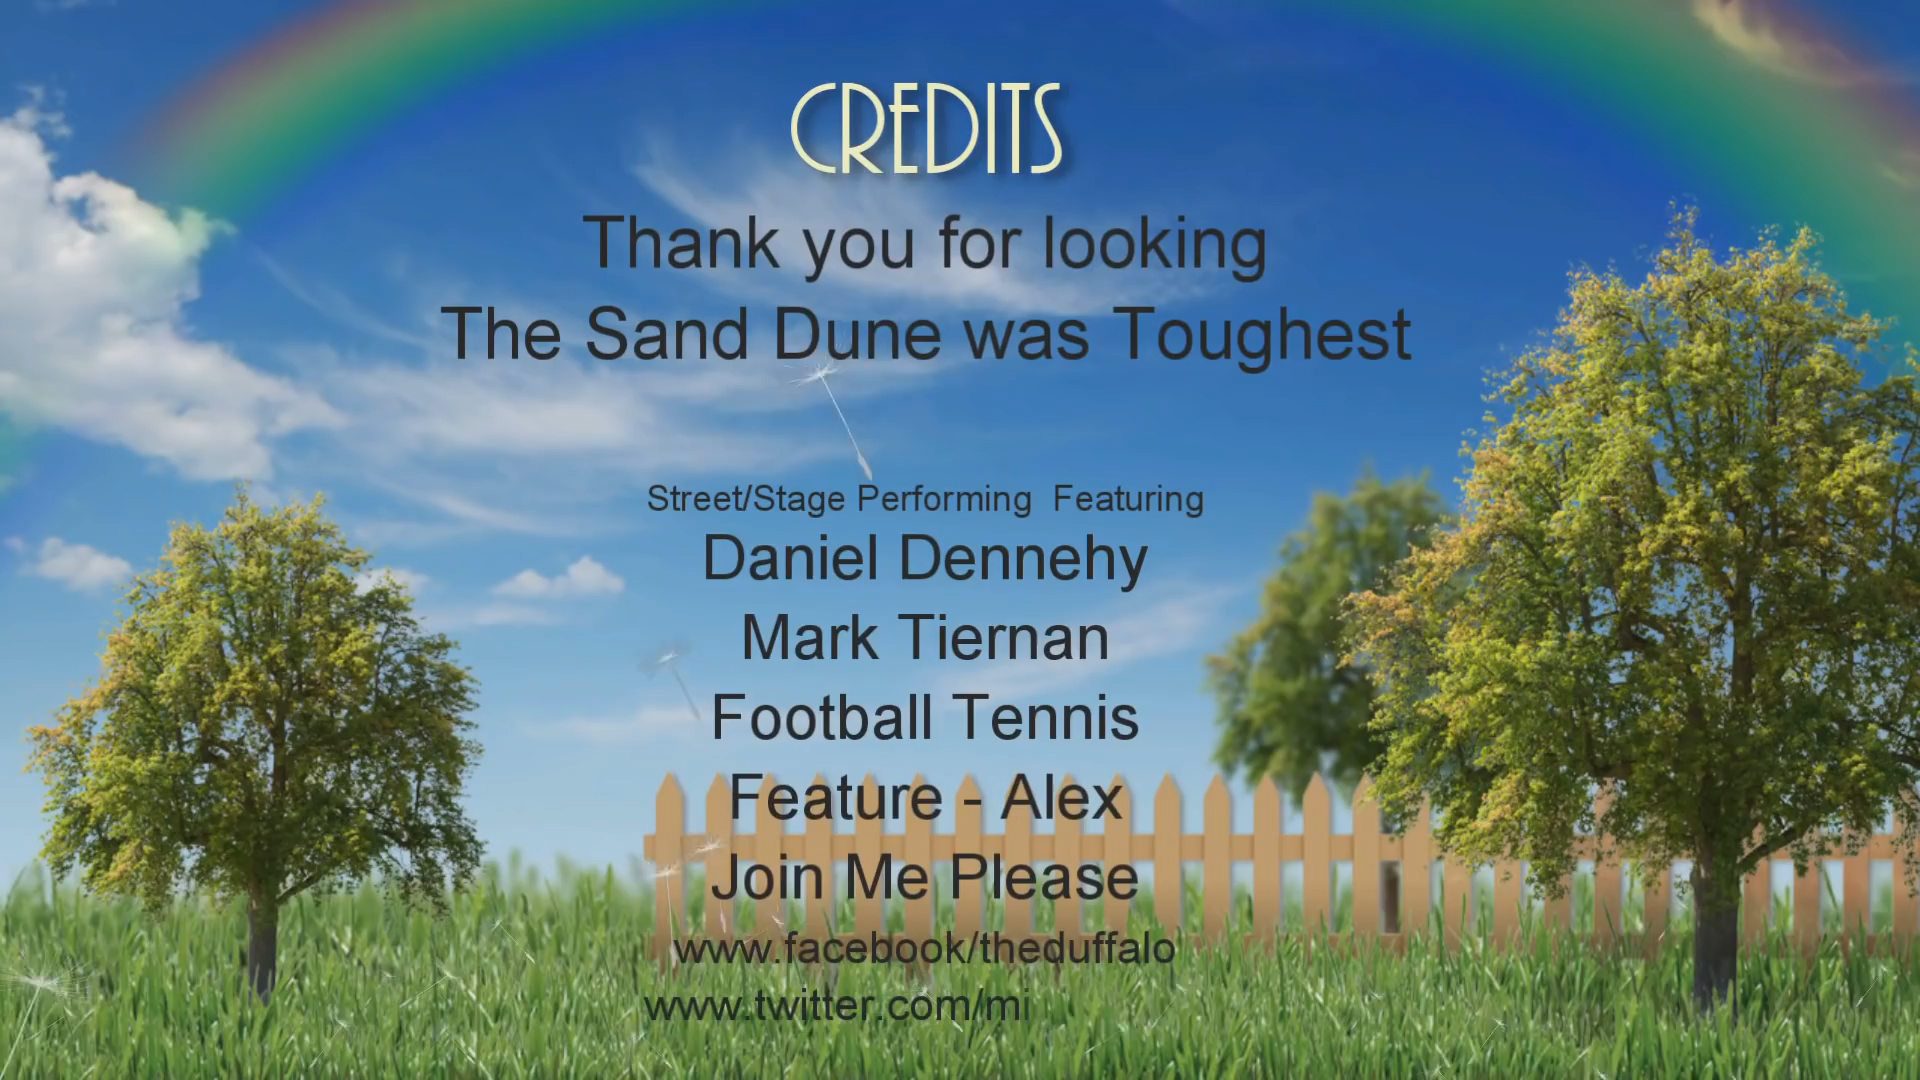 CREDITS
Thank you for looking
The Sand Dune was Toughest
Street/Stage Performing  Featuring
Daniel Dennehy
Mark Tiernan
Football Tennis
Feature - Alex
Join Me Please
www.facebook/theduffalo
www.twitter.com/mi